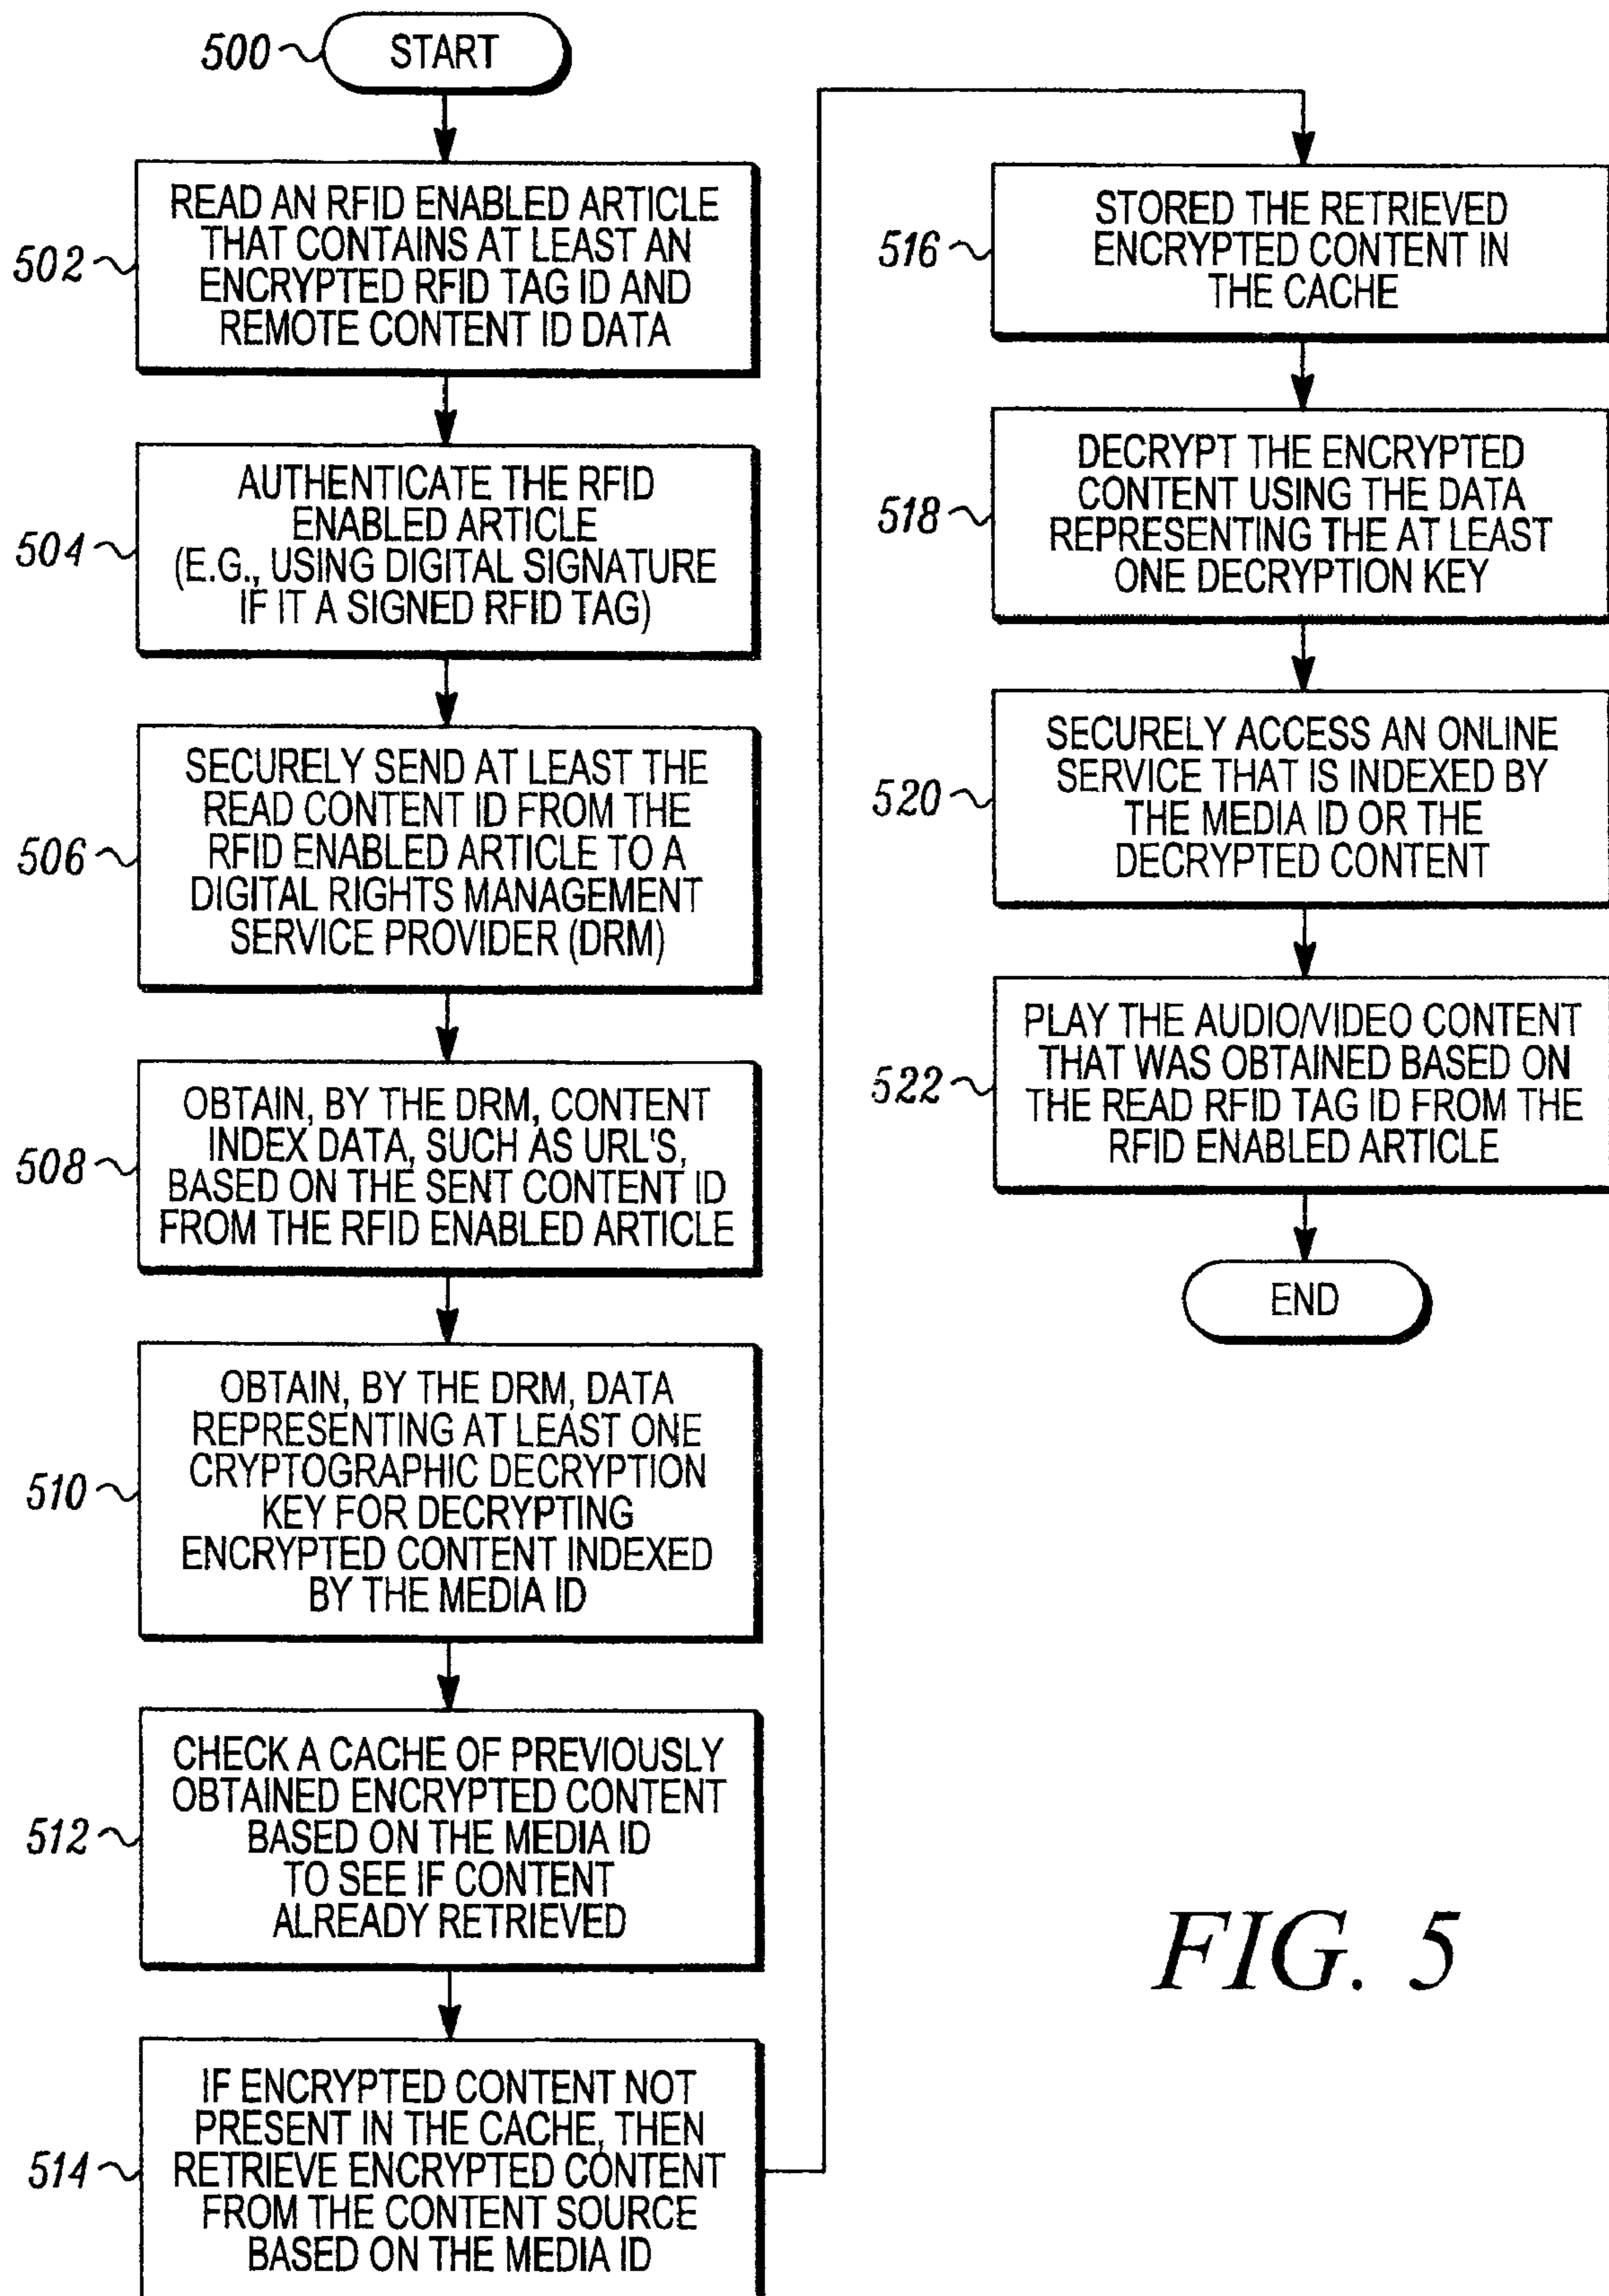 500
START
502
READ AN RFID ENABLED ARTICLE
THAT CONTAINS AT LEAST AN
ENCRYPTED RFID TAG ID AND
REMOTE CONTENT ID DATA
504
AUTHENTICATE THE RFID
ENABLED ARTICLE
(E.G., USING DIGITAL SIGNATURE
IF IT A SIGNED RFID TAG)
506
SECURELY SEND AT LEAST THE
READ CONTENT ID FROM THE
RFID ENABLED ARTICLE TO A
DIGITAL RIGHTS MANAGEMENT
SERVICE PROVIDER (DRM)
508
OBTAIN, BY THE DRM, CONTENT
INDEX DATA, SUCH AS URL'S,
BASED ON THE SENT CONTENT ID
FROM THE RFID ENABLED ARTICLE
510
OBTAIN, BY THE DRM, DATA
REPRESENTING AT LEAST ONE
CRYPTOGRAPHIC DECRYPTION
KEY FOR DECRYPTING
ENCRYPTED CONTENT INDEXED
BY THE MEDIA ID
512
CHECK A CACHE OF PREVIOUSLY
OBTAINED ENCRYPTED CONTENT
BASED ON THE MEDIA ID
TO SEE IF CONTENT
ALREADY RETRIEVED
514
IF ENCRYPTED CONTENT NOT
PRESENT IN THE CACHE, THEN
RETRIEVE ENCRYPTED CONTENT
FROM THE CONTENT SOURCE
BASED ON THE MEDIA ID
516
STORED THE RETRIEVED
ENCRYPTED CONTENT IN
THE CACHE
518
DECRYPT THE ENCRYPTED
CONTENT USING THE DATA
REPRESENTING THE AT LEAST
ONE DECRYPTION KEY
520
SECURELY ACCESS AN ONLINE
SERVICE THAT IS INDEXED BY
THE MEDIA ID OR THE
DECRYPTED CONTENT
522
PLAY THE AUDIO/VIDEO CONTENT
THAT WAS OBTAINED BASED ON
THE READ RFID TAG ID FROM THE
RFID ENABLED ARTICLE
END
FIG. 5